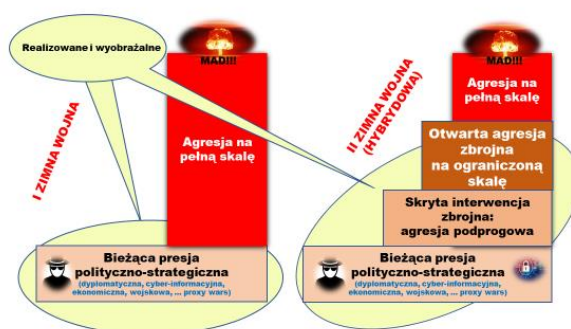 Realizowane i wyobrażalne
I ZIMNA WOJNA
MAD!!!
Agresja na
pełną skalę
Bieżąca presja
polityczno-strategiczna
(dyplomatyczna, cyber-informacyjna,
ekonomiczna, wojskowa, ... proxy wars)
II ZIMNA WOJNA
(HYBRYDOWA)
MAD!!!
Agresja na
pełną skalę
Otwarta agresja
zbrojna
na ograniczoną
skalę
Skryta interwencja
zbrojna:
agresja podprogowa
Bieżąca presja
polityczno-strategiczna
(dyplomatyczna, cyber-informacyjna,
ekonomiczna, wojskowa, ... proxy wars)